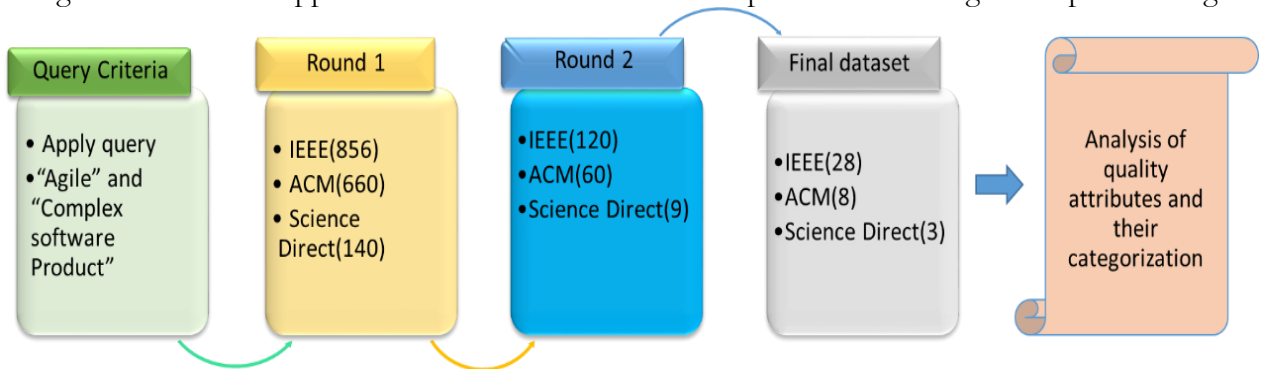 Query Criteria
• Apply query
•“Agile” and
“Complex
software
Product”
Round 1
• IEEE(856)
• ACM(660)
• Science
Direct(140)
Round 2
•IEEE(120)
•ACM(60)
•Science Direct(9)
Final dataset
•IEEE(28)
•ACM(8)
•Science Direct(3)
Analysis of
quality
attributes and
their
categorization